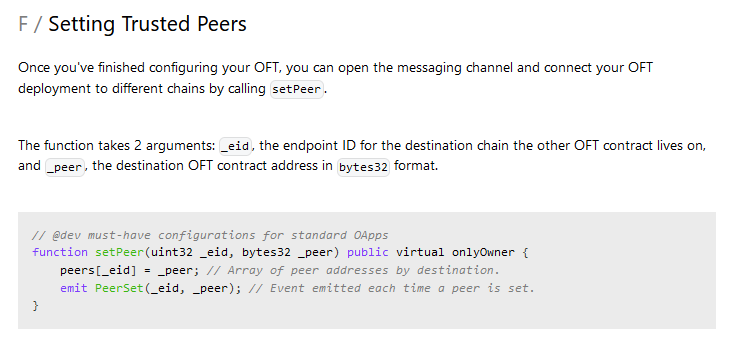 F / Setting Trusted Peers
Once you've finished configuring your OFT, you can open the messaging channel and connect your OFT
deployment to different chains by calling setPeer.
The function takes 2 arguments: _eid, the endpoint ID for the destination chain the other OFT contract lives on,
and _peer, the destination OFT contract address in bytes32 format.
// @dev must-have configurations for standard OApps
function setPeer(uint32 _eid, bytes32 _peer) public virtual onlyOwner {
    peers[_eid] = _peer; // Array of peer addresses by destination.
    emit PeerSet(_eid, _peer); // Event emitted each time a peer is set.
}